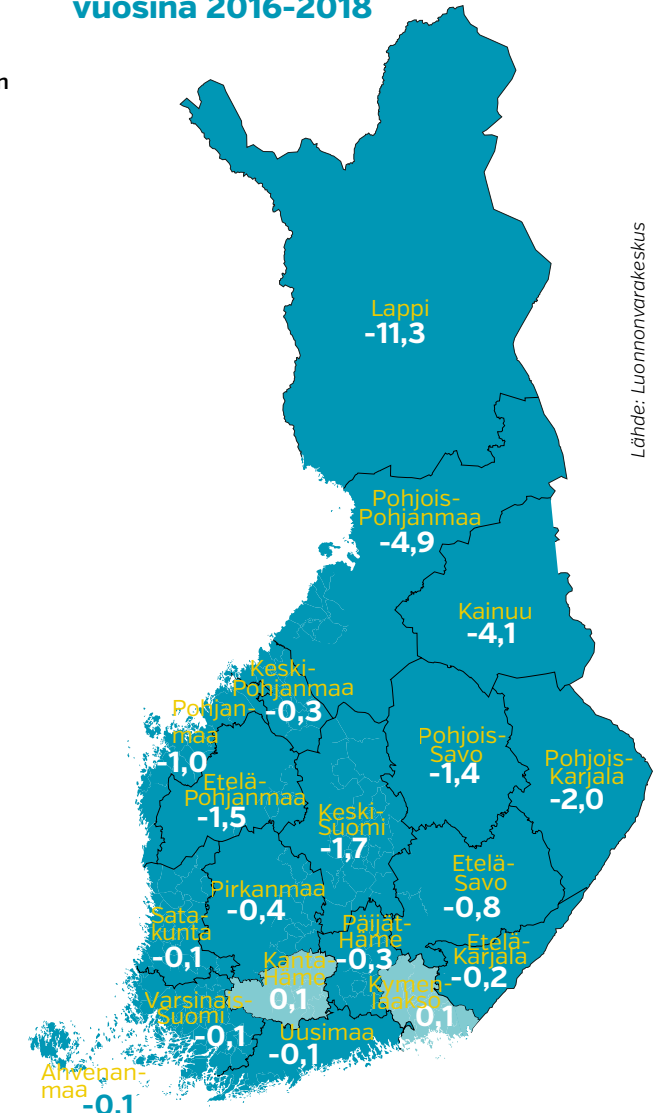 vuosina 2016-2018
n
Lähde: Luonnonvarakeskus
Lappi
-11,3
Pohjois-
Pohjanmaa
-4,9
Kainuu
-4,1
Keski-
Pohjanmaa
-0,3
Pohjan-
maa
-1,0
Etelä-
Pohjanmaa
-1,5
Keski-
Suomi
-1,7
Pohjois-
Savo
-1,4
Pohjois-
Karjala
-2,0
Etelä-
Savo
-0,8
Pirkanmaa
-0,4
Sata-
kunta
-0,1
Päijät-
Häme
-0,3
Etelä-
Karjala
-0,2
Kanta-
Häme
0,1
Kymen-
laakso
0,1
Varsinais-
Suomi
-0,1
Uusimaa
-0,1
Ahvenan-
maa
-0,1